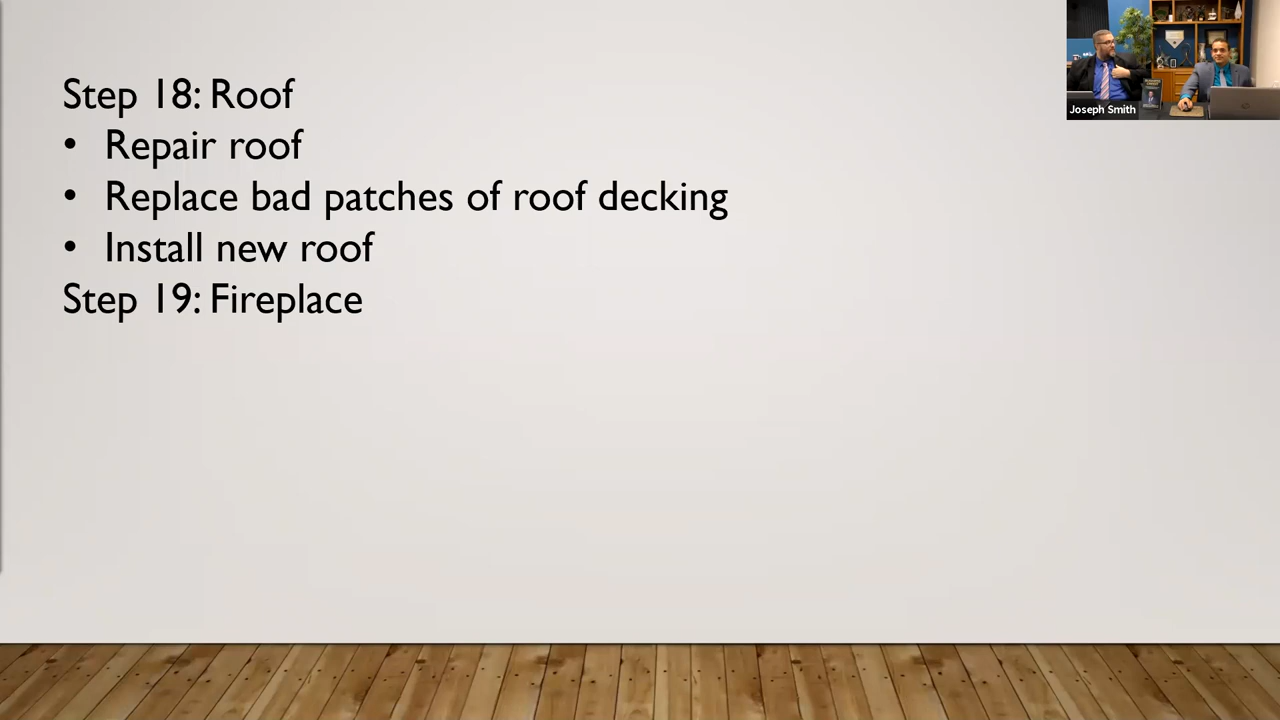 Step 18: Roof
• Repair roof
• Replace bad patches of roof decking
• Install new roof
Step 19: Fireplace
Joseph Smith